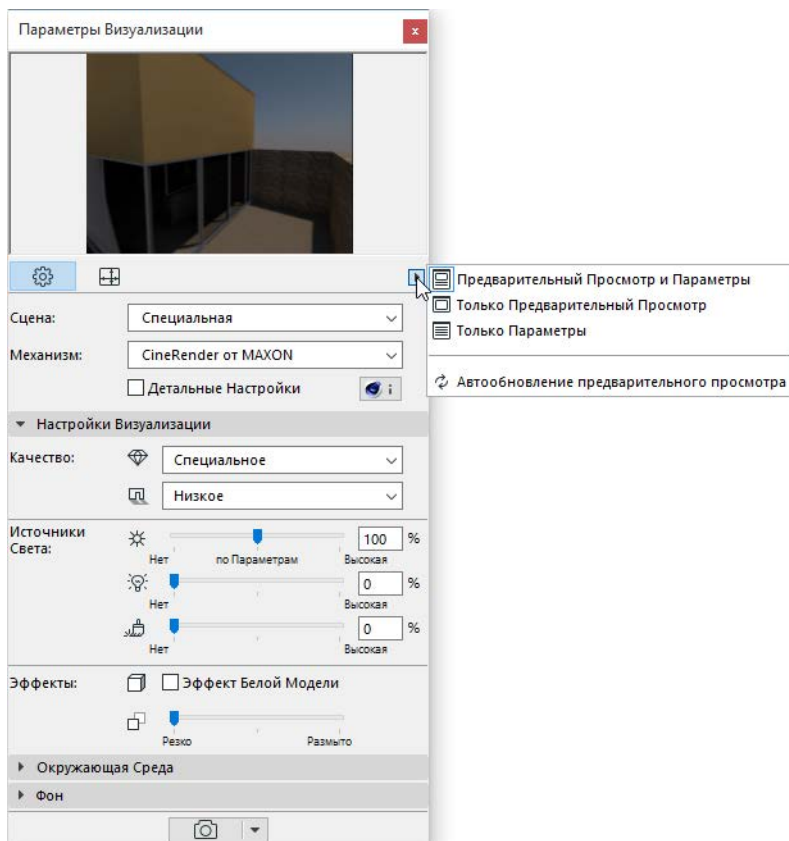 Параметры Визуализации
x
Предварительный Просмотр и Параметры
Только Предварительный Просмотр
Только Параметры
Автообновление предварительного просмотра
Сцена: Специальная
Механизм: CineRender от MAXON
Детальные Настройки i
Настройки Визуализации
Качество: Специальное
Низкое
Источники Света: 100 %
Нет по Параметрам Высокая
0 %
Нет Высокая
0 %
Нет Высокая
Эффекты: Эффект Белой Модели
Резко Размыто
Окружающая Среда
Фон